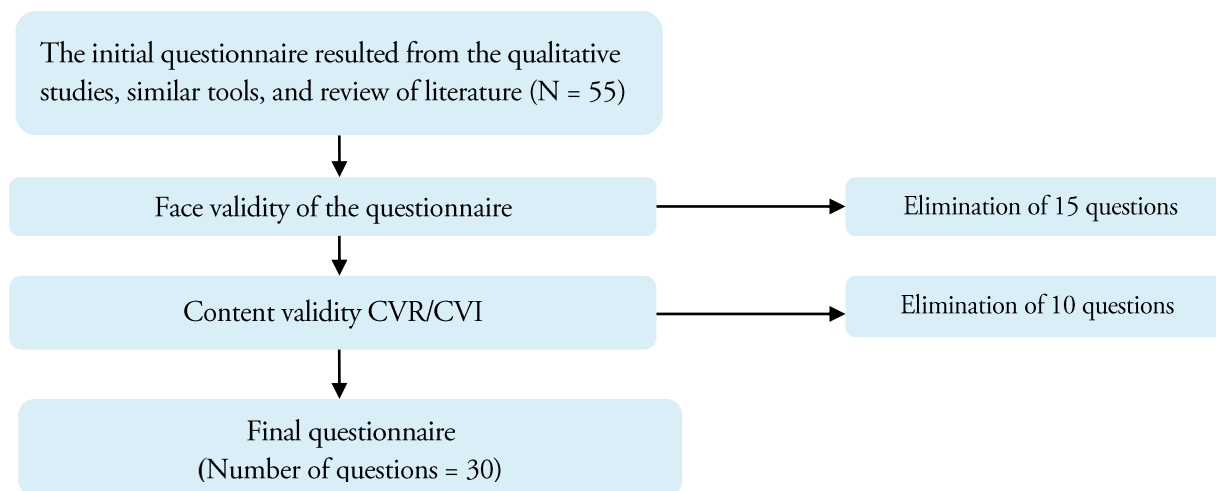 The initial questionnaire resulted from the qualitative
studies, similar tools, and review of literature (N = 55)
Face validity of the questionnaire
Elimination of 15 questions
Content validity CVR/CVI
Elimination of 10 questions
Final questionnaire
(Number of questions = 30)